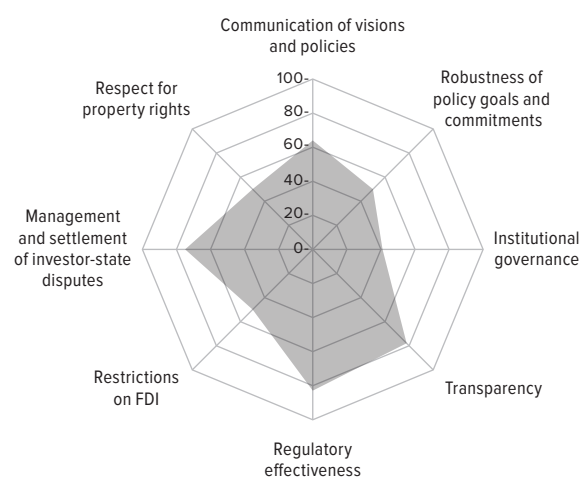 Communication of visions
and policies
Robustness of
policy goals and
commitments
Institutional
governance
Transparency
Regulatory
effectiveness
Restrictions
on FDI
Management
and settlement
of investor-state
disputes
Respect for
property rights
100
80
60
40
20
0